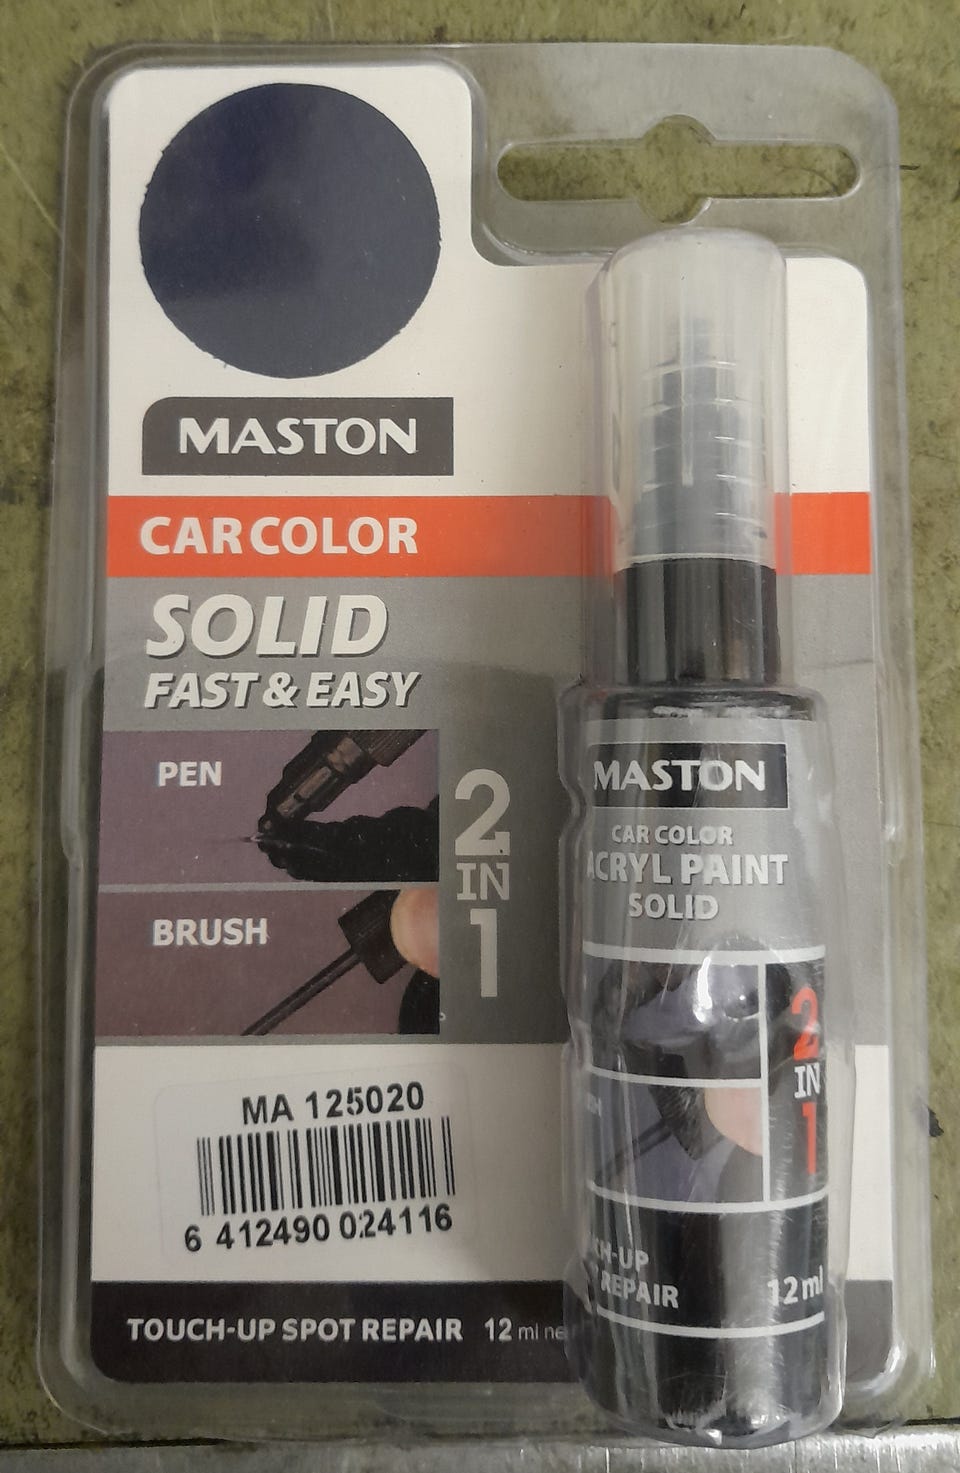 MASTON
CAR COLOR
SOLID
FAST & EASY
PEN
BRUSH
2
IN
1
MA 125020
6 412490 024116
TOUCH-UP SPOT REPAIR 12 ml
MASTON
CAR COLOR
ACRYL PAINT
SOLID
2
IN
1
REPAIR 12 ml